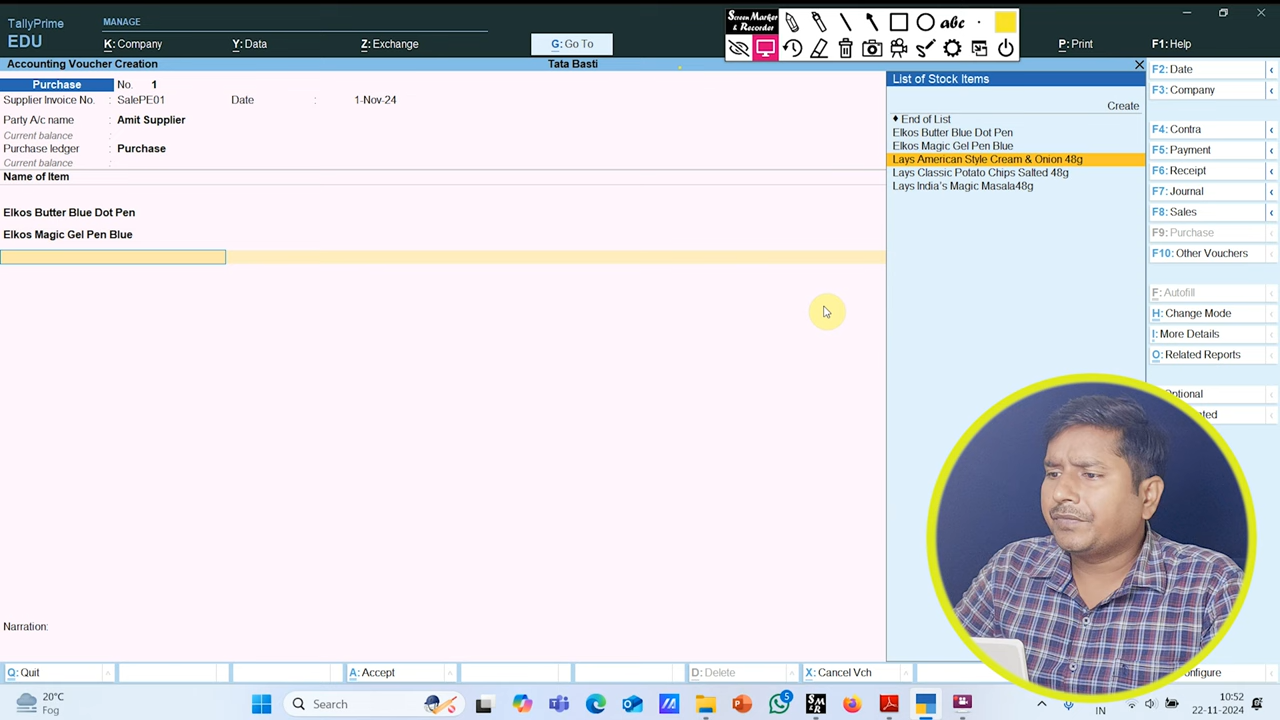 TallyPrime
MANAGE
EDU
K: Company
Y: Da
Z: Exchange
G: Go To
Screen Marker & Recorder
abc
P: Print
F1: Help
Accounting Voucher Creation
Tata Basti
Purchase No. 1
Supplier Invoice No. : SalePE01 Date : 1-Nov-24
Party A/c name : Amit Supplier
Current balance :
Purchase ledger : Purchase
Current balance :
Name of Item
Elkos Butter Blue Dot Pen
Elkos Magic Gel Pen Blue
Narration:
List of Stock Items
Create
♦ End of List
Elkos Butter Blue Dot Pen
Elkos Magic Gel Pen Blue
Lays American Style Cream & Onion 48g
Lays Classic Potato Chips Salted 48g
Lays India's Magic Masala48g
F2: Date
F3: Company
F4: Contra
F5: Payment
F6: Receipt
F7: Journal
F8: Sales
F9: Purchase
F10: Other Vouchers
F: Autofill
H: Change Mode
I: More Details
O: Related Reports
Optional
Q: Quit
A: Accept
D: Delete
X: Cancel Vch
20°C
Fog
Search
5
IN
10:52
22-11-2024